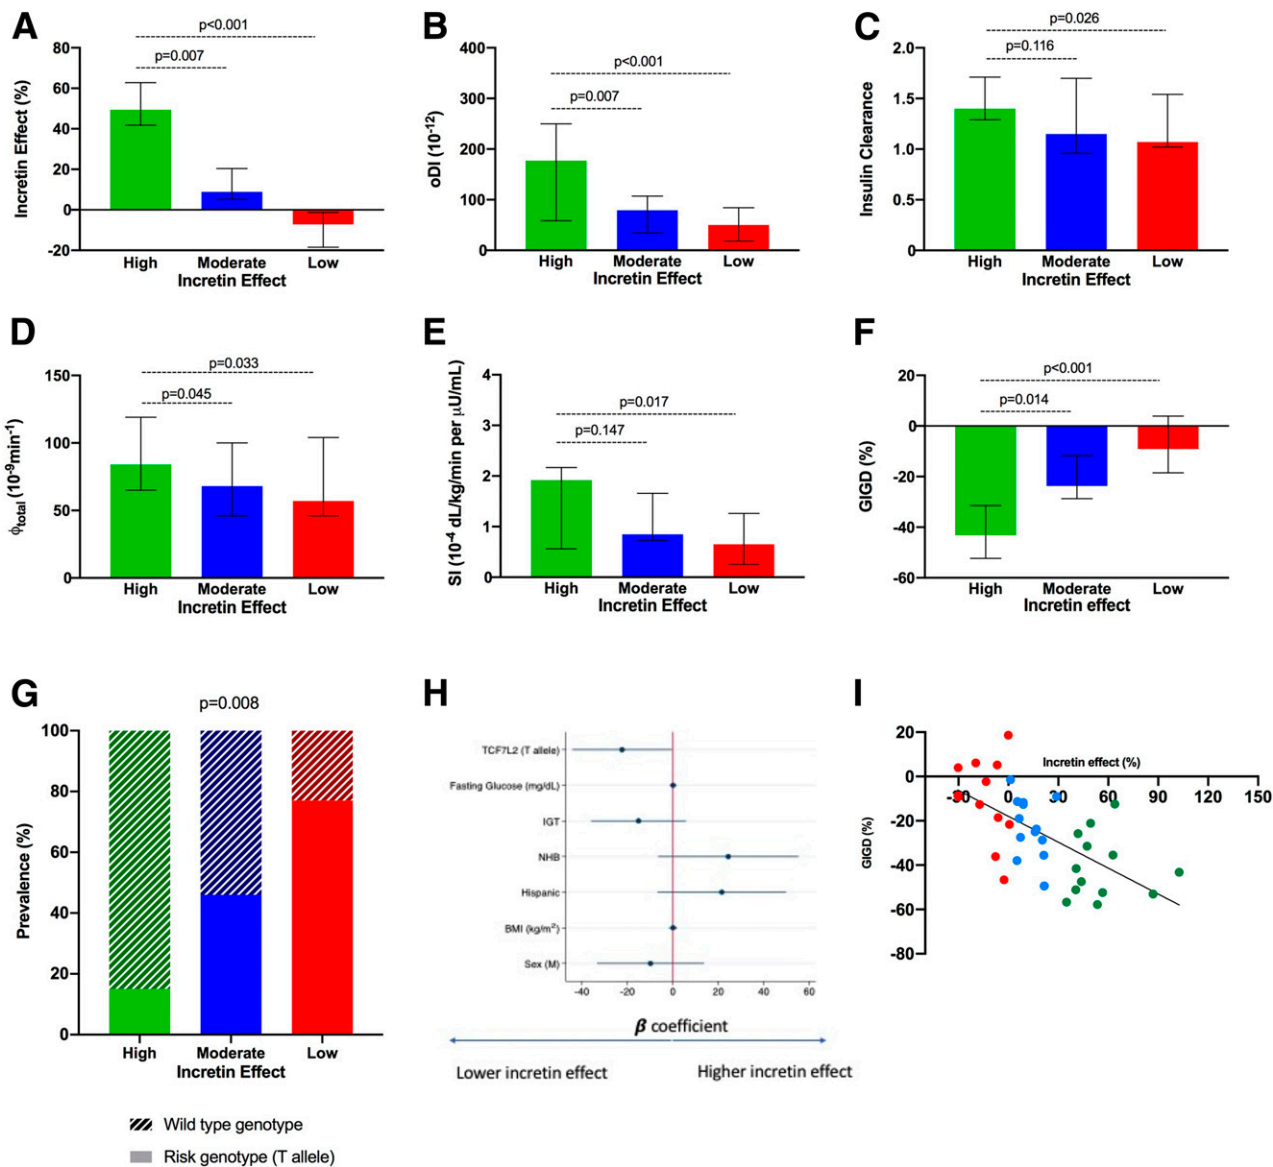 A
p<0.001
p=0.007
Incretin Effect (%)
80
60
40
20
0
-20
High Moderate Low
Incretin Effect
B
p<0.001
p=0.007
oDI (10-12)
400
300
200
100
0
High Moderate Low
Incretin Effect
C
p=0.026
p=0.116
Insulin Clearance
2.0
1.5
1.0
0.5
0
High Moderate Low
Incretin Effect
D
p=0.033
p=0.045
ϕtotal (10-9min-1)
150
100
50
0
High Moderate Low
Incretin Effect
E
p=0.017
p=0.147
SI (10-4 dL/kg/min per μU/mL)
4
3
2
1
0
High Moderate Low
Incretin Effect
F
p<0.001
p=0.014
GIGD (%)
20
0
-20
-40
-60
High Moderate Low
Incretin effect
G
p=0.008
Prevalence (%)
100
80
60
40
20
0
High Moderate Low
Incretin Effect
Wild type genotype
Risk genotype (T allele)
H
TCF7L2 (T allele)
Fasting Glucose (mg/dL)
IGT
NHB
Hispanic
BMI (kg/m2)
Sex (M)
-40 -20 0 20 40 60
β coefficient
Lower incretin effect Higher incretin effect
I
Incretin effect (%)
GIGD (%)
20
0
-20
-40
-60
-80
-30 0 30 60 90 120 150